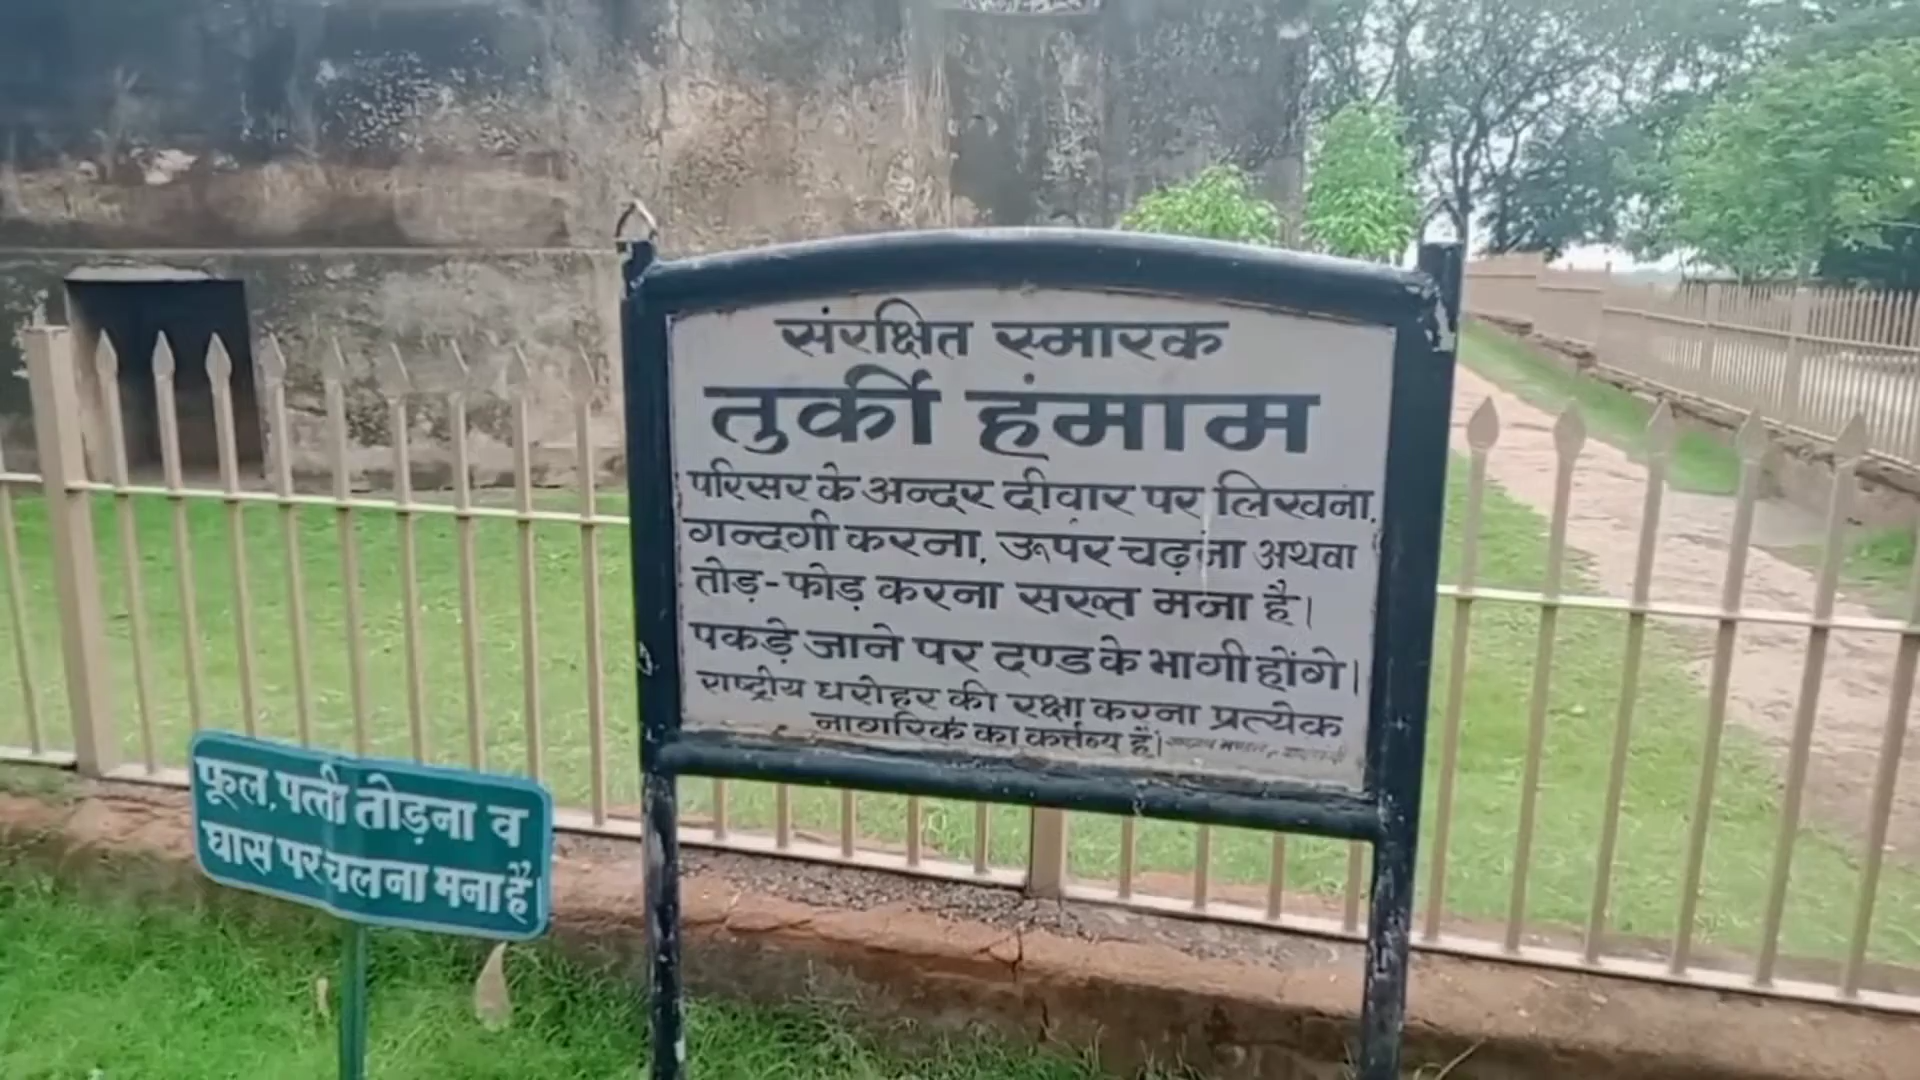 संरक्षित स्मारक
तुर्की हंमाम
परिसर के अन्दर दीवार पर लिखना,
गन्दगी करना, ऊपर चढ़ना अथवा
तोड़-फोड़ करना सख्त मना है।
पकड़े जाने पर दण्ड के भागी होंगे।
राष्ट्रीय धरोहर की रक्षा करना प्रत्येक
नागरिक का कर्त्तव्य है।
फूल, पत्ती तोड़ना व
घास पर चलना मना है